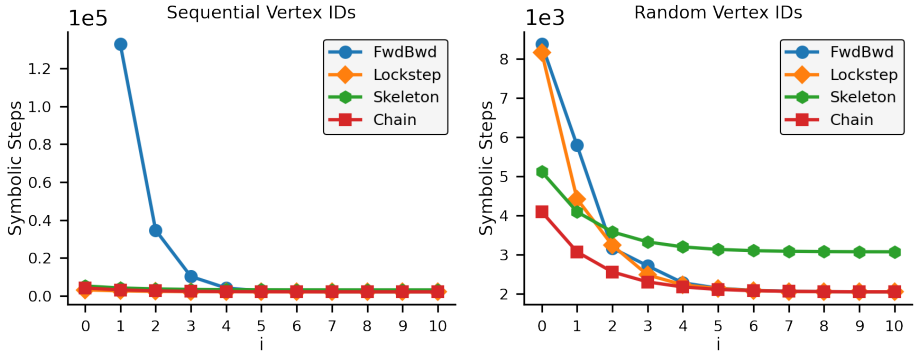 Sequential Vertex IDs
1e5
Symbolic Steps
1.2
1.0
0.8
0.6
0.4
0.2
0.0
0 1 2 3 4 5 6 7 8 9 10
i
FwdBwd
Lockstep
Skeleton
Chain
Random Vertex IDs
1e3
Symbolic Steps
8
7
6
5
4
3
2
0 1 2 3 4 5 6 7 8 9 10
i
FwdBwd
Lockstep
Skeleton
Chain